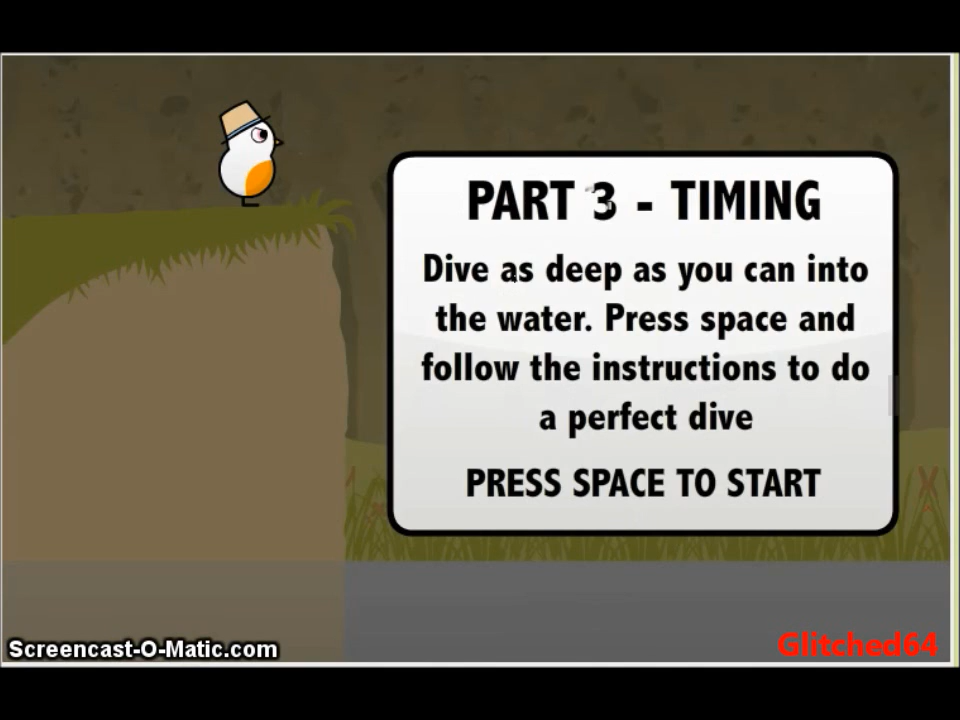 PART 3 - TIMING
Dive as deep as you can into
the water. Press space and
follow the instructions to do
a perfect dive
PRESS SPACE TO START
Screencast-O-Matic.com
Glitched64